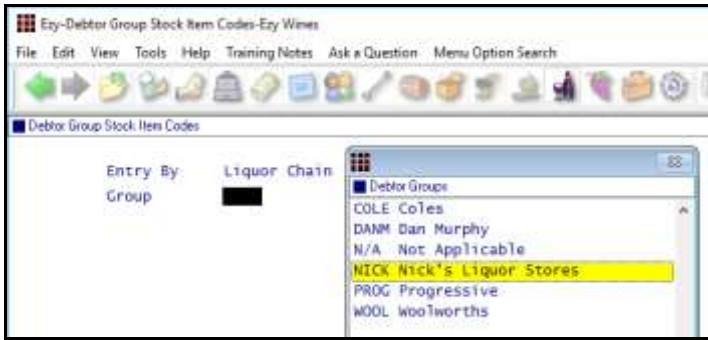 Ezy-Debtor Group Stock Item Codes-Ezy Wines
File Edit View Tools Help Training Notes Ask a Question Menu Option Search
Debtor Group Stock Item Codes
Entry By Liquor Chain
Group
Debtor Groups
COLE Coles
DANM Dan Murphy
N/A Not Applicable
NICK Nick's Liquor Stores
PROG Progressive
WOOL Woolworths